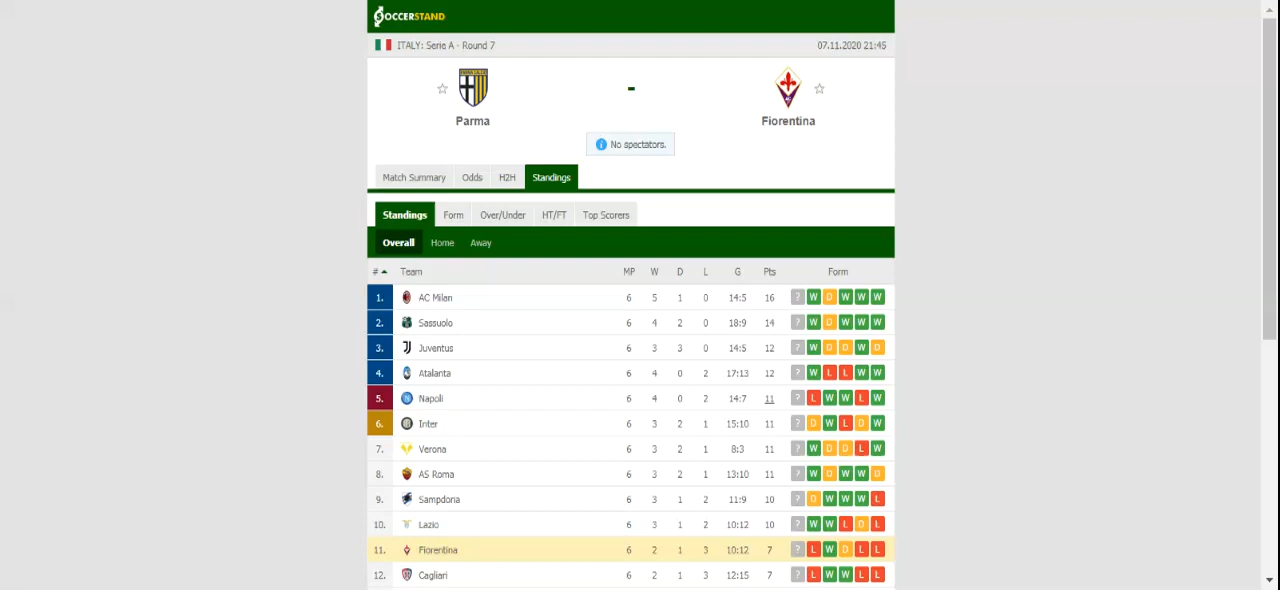 SOCCERSTAND
ITALY: Serie A - Round 7 07.11.2020 21:45
-
Parma Fiorentina
No spectators.
Match Summary Odds H2H Standings
Standings Form Over/Under HT/FT Top Scorers
Overall Home Away
# Team MP W D L G Pts Form
1. AC Milan 6 5 1 0 14:5 16 ? W D W W W
2. Sassuolo 6 4 2 0 18:9 14 ? W D W W W
3. Juventus 6 3 3 0 14:5 12 ? W D D W D
4. Atalanta 6 4 0 2 17:13 12 ? W L L W W
5. Napoli 6 4 0 2 14:7 11 ? L W W L W
6. Inter 6 3 2 1 15:10 11 ? D W L D W
7. Verona 6 3 2 1 8:3 11 ? W D D L W
8. AS Roma 6 3 2 1 13:10 11 ? W D W W D
9. Sampdoria 6 3 1 2 11:9 10 ? D W W W L
10. Lazio 6 3 1 2 10:12 10 ? W W L D L
11. Fiorentina 6 2 1 3 10:12 7 ? L W D L L
12. Cagliari 6 2 1 3 12:15 7 ? L W W L L